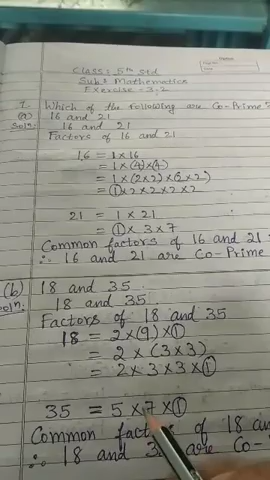 Class: 5th Std
Sub: Mathematics
Exercise - 3.2
1. Which of the following are Co-Prime?
(a) 16 and 21
Soln: 16 and 21
Factors of 16 and 21
16 = 1 × 16
= 1 × (4) × (4)
= 1 × (2×2) × (2×2)
= (1) × 2 × 2 × 2 × 2
21 = 1 × 21
= (1) × 3 × 7
Common factors of 16 and 21
∴ 16 and 21 are Co-Prime
(b) 18 and 35
Soln: 18 and 35
Factors of 18 and 35
18 = 2 × (9) × (1)
= 2 × (3 × 3)
= 2 × 3 × 3 × (1)
35 = 5 × 7 × (1)
Common factors of 18
∴ 18 and are Co-